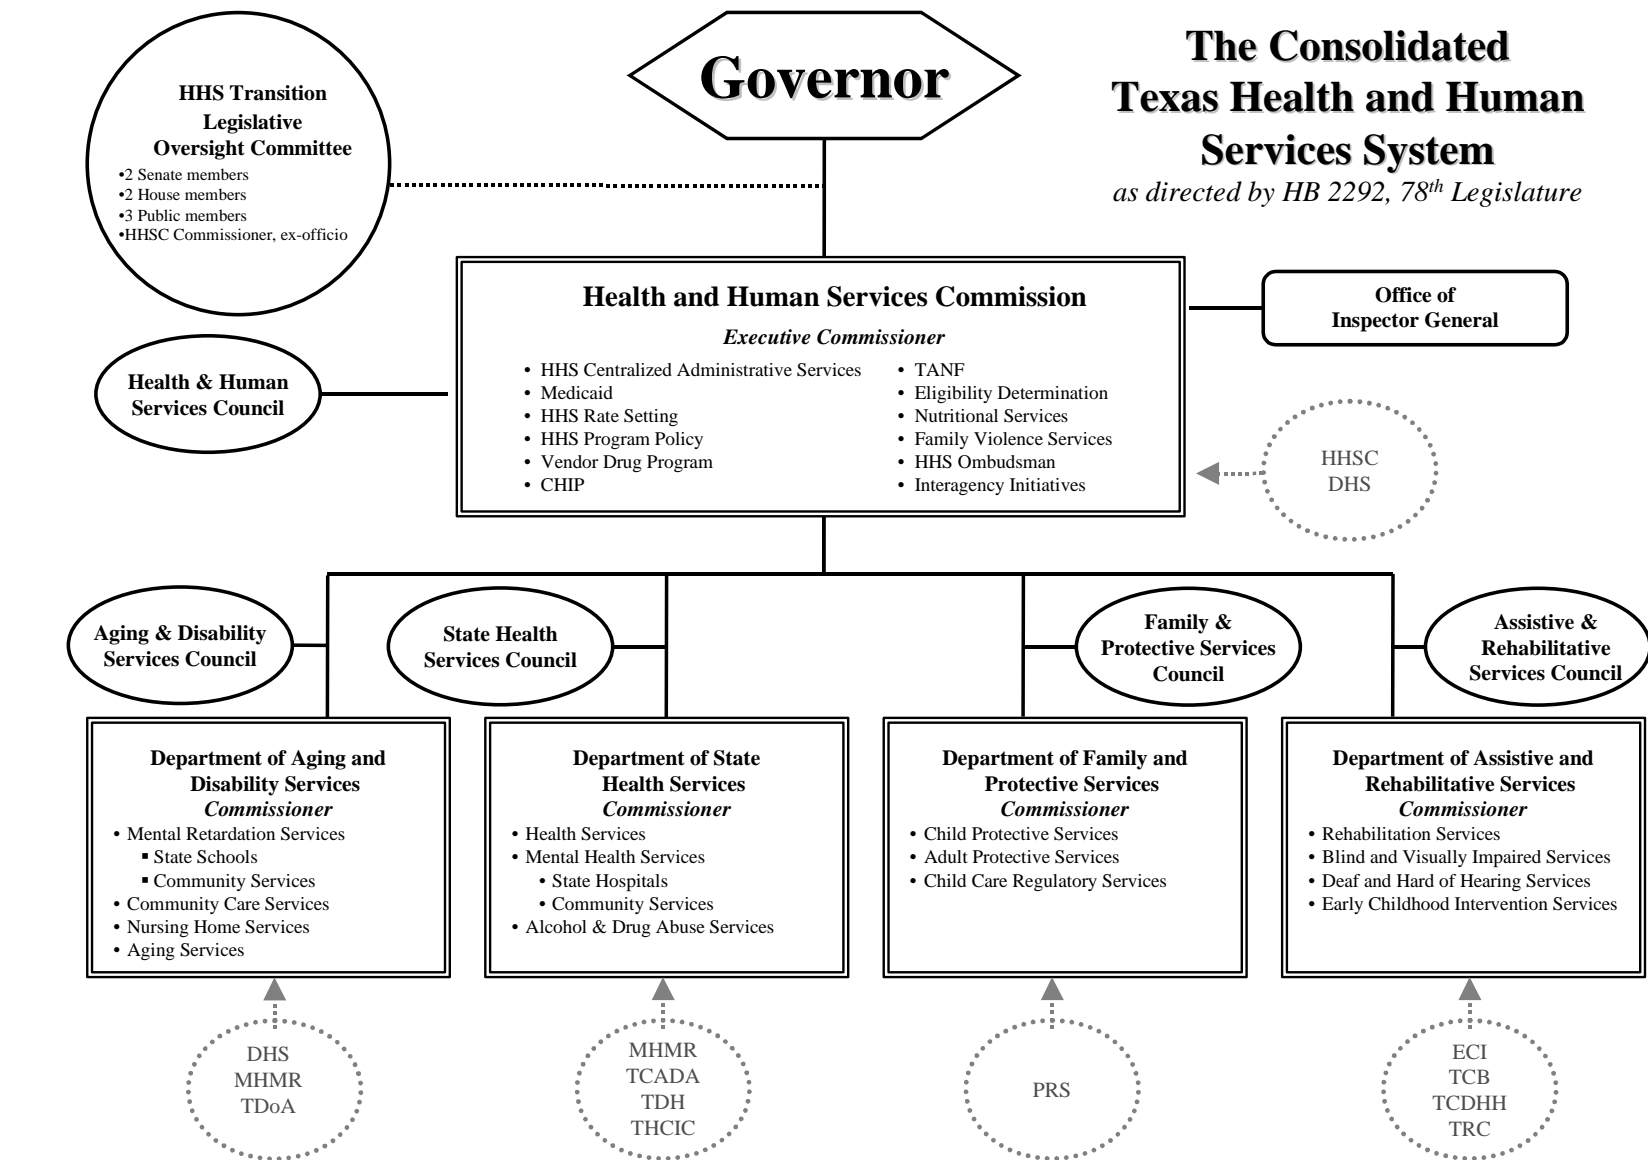 Governor
The Consolidated
Texas Health and Human
Services System
as directed by HB 2292, 78th Legislature
HHS Transition
Legislative
Oversight Committee
•2 Senate members
•2 House members
•3 Public members
•HHSC Commissioner, ex-officio
Health and Human Services Commission
Executive Commissioner
• HHS Centralized Administrative Services
• Medicaid
• HHS Rate Setting
• HHS Program Policy
• Vendor Drug Program
• CHIP
• TANF
• Eligibility Determination
• Nutritional Services
• Family Violence Services
• HHS Ombudsman
• Interagency Initiatives
Office of
Inspector General
Health & Human
Services Council
HHSC
DHS
Aging & Disability
Services Council
State Health
Services Council
Family &
Protective Services
Council
Assistive &
Rehabilitative
Services Council
Department of Aging and
Disability Services
Commissioner
• Mental Retardation Services
▪ State Schools
▪ Community Services
• Community Care Services
• Nursing Home Services
• Aging Services
Department of State
Health Services
Commissioner
• Health Services
• Mental Health Services
• State Hospitals
• Community Services
• Alcohol & Drug Abuse Services
Department of Family and
Protective Services
Commissioner
• Child Protective Services
• Adult Protective Services
• Child Care Regulatory Services
Department of Assistive and
Rehabilitative Services
Commissioner
• Rehabilitation Services
• Blind and Visually Impaired Services
• Deaf and Hard of Hearing Services
• Early Childhood Intervention Services
DHS
MHMR
TDoA
MHMR
TCADA
TDH
THCIC
PRS
ECI
TCB
TCDHH
TRC